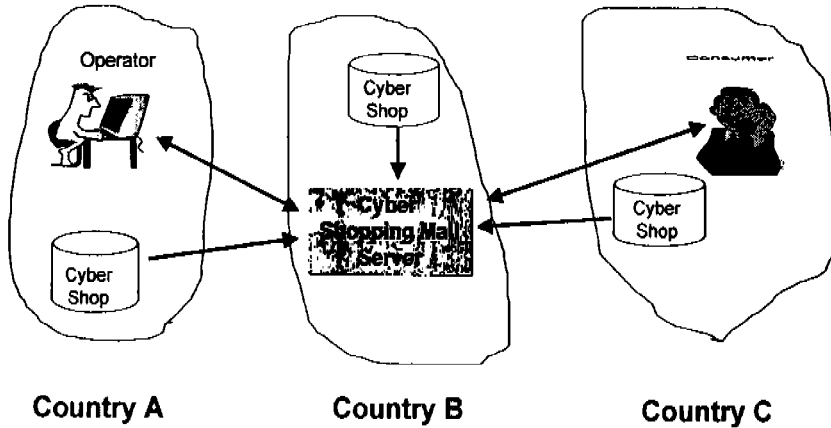 Operator
Cyber
Shop
Consumer
Cyber
Shopping Mall
Server
Cyber
Shop
Cyber
Shop
Country A
Country B
Country C